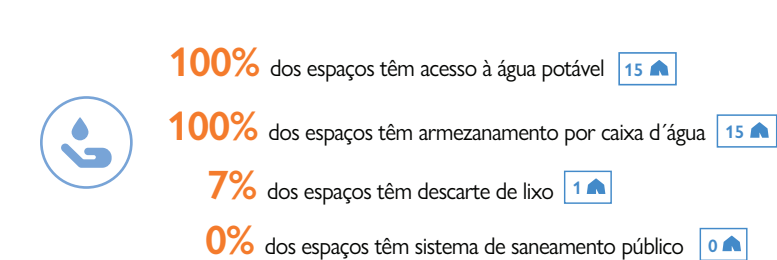 100% dos espaços têm acesso à água potável 15
100% dos espaços têm armezanamento por caixa d´água 15
7% dos espaços têm descarte de lixo 1
0% dos espaços têm sistema de saneamento público 0